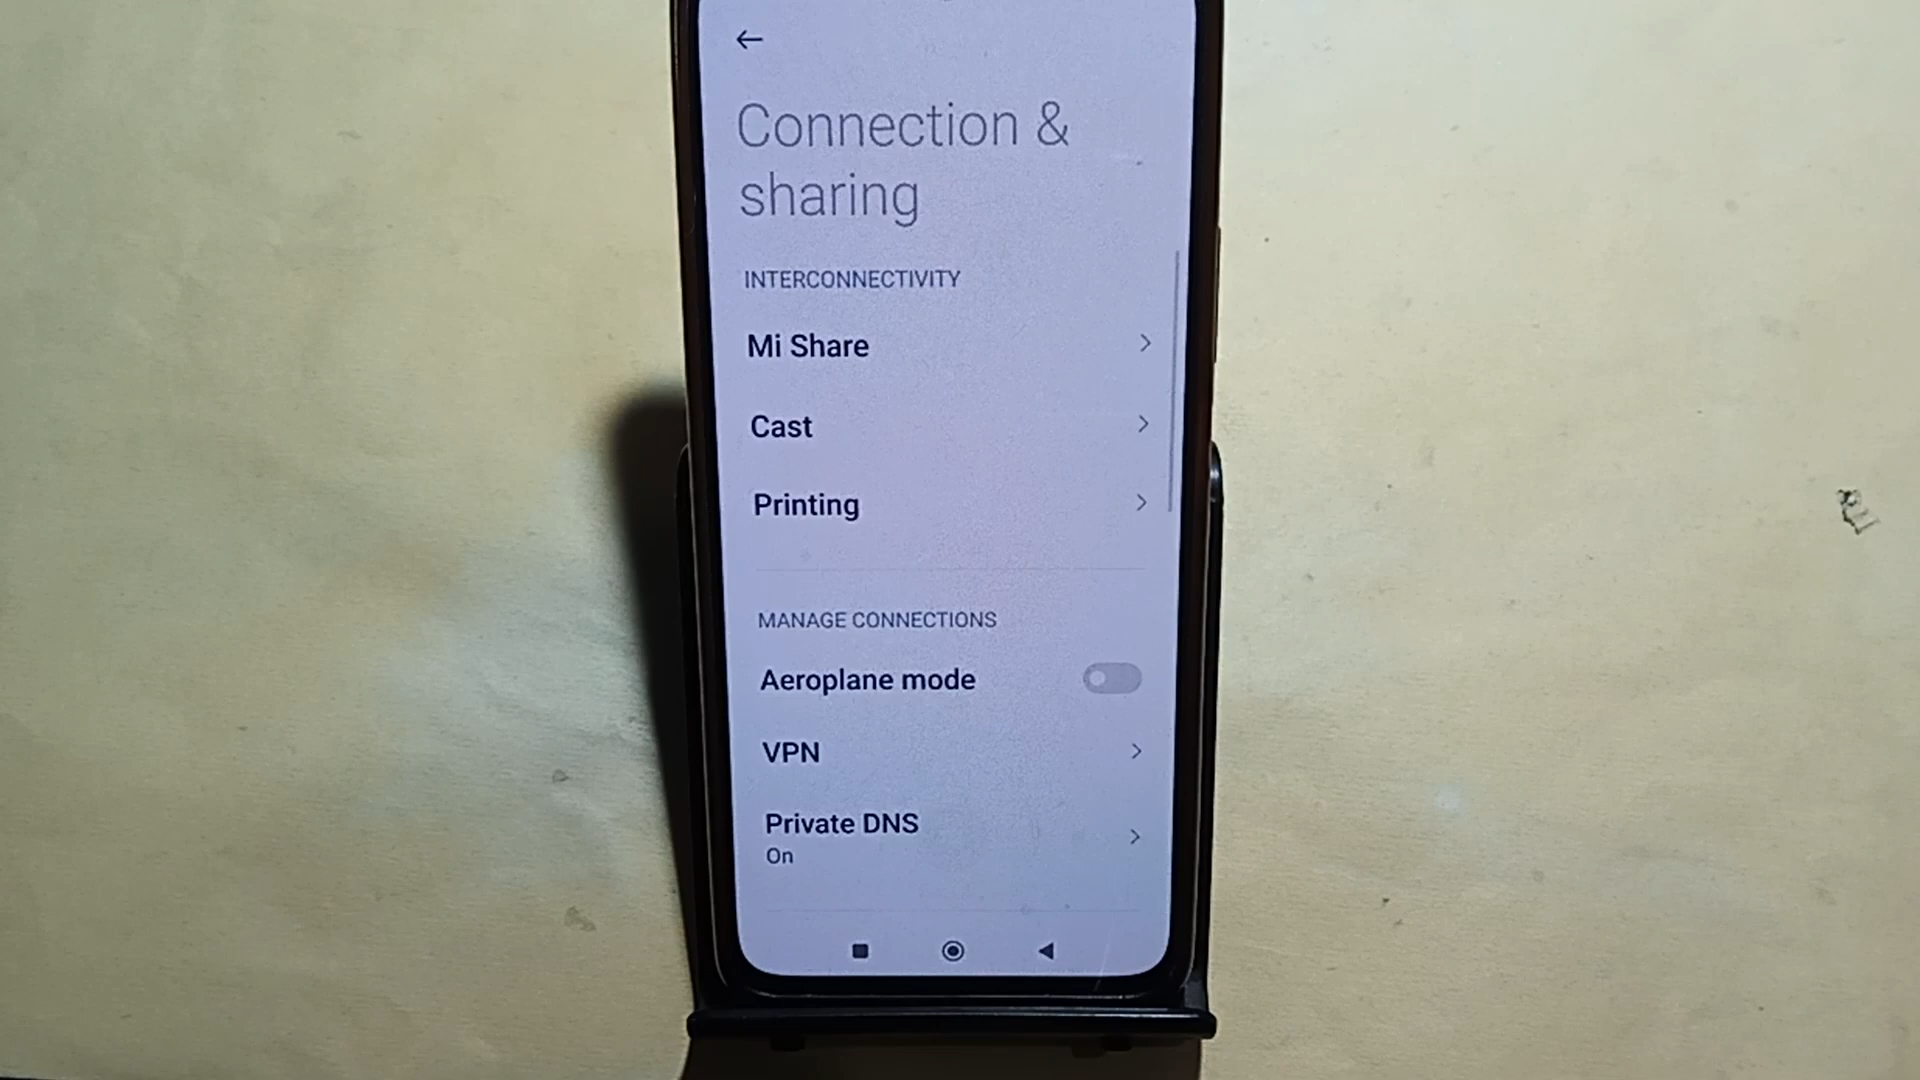 Connection &
sharing
INTERCONNECTIVITY
Mi Share
Cast
Printing
MANAGE CONNECTIONS
Aeroplane mode
VPN
Private DNS
On